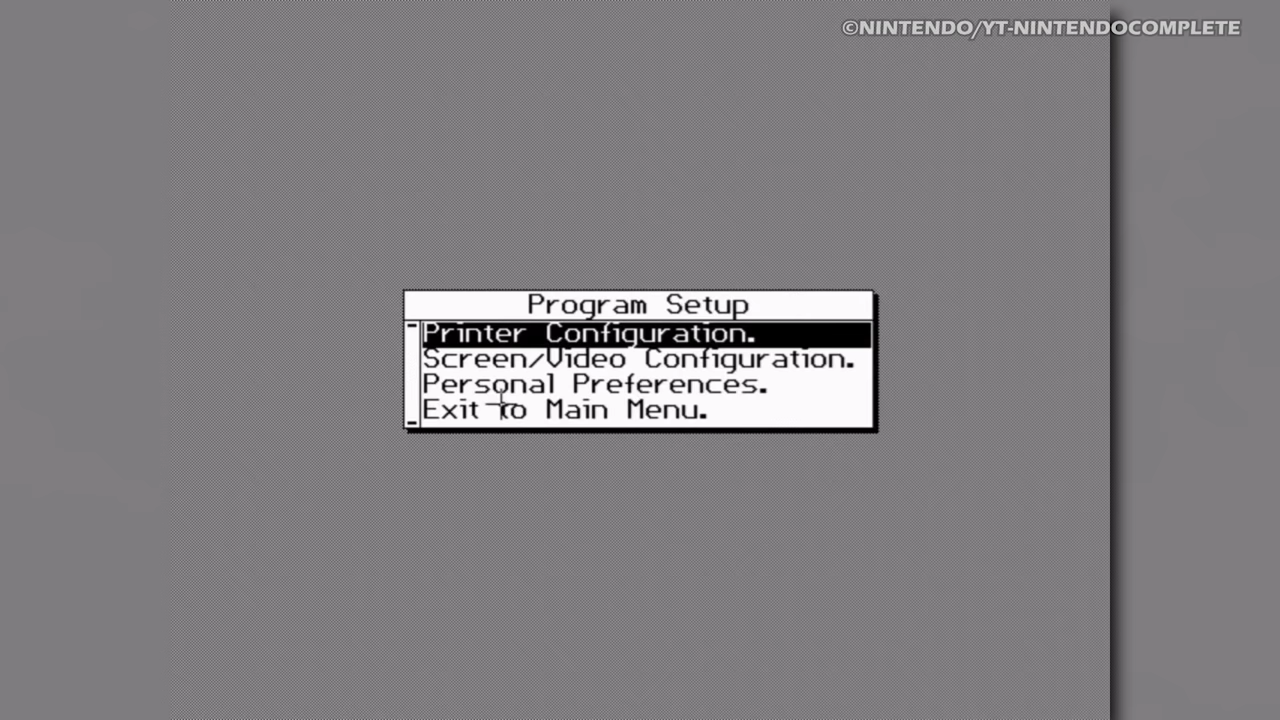 ©NINTENDO/YT-NINTENDOCOMPLETE
Program Setup
Printer Configuration.
Screen/Video Configuration.
Personal Preferences.
Exit to Main Menu.